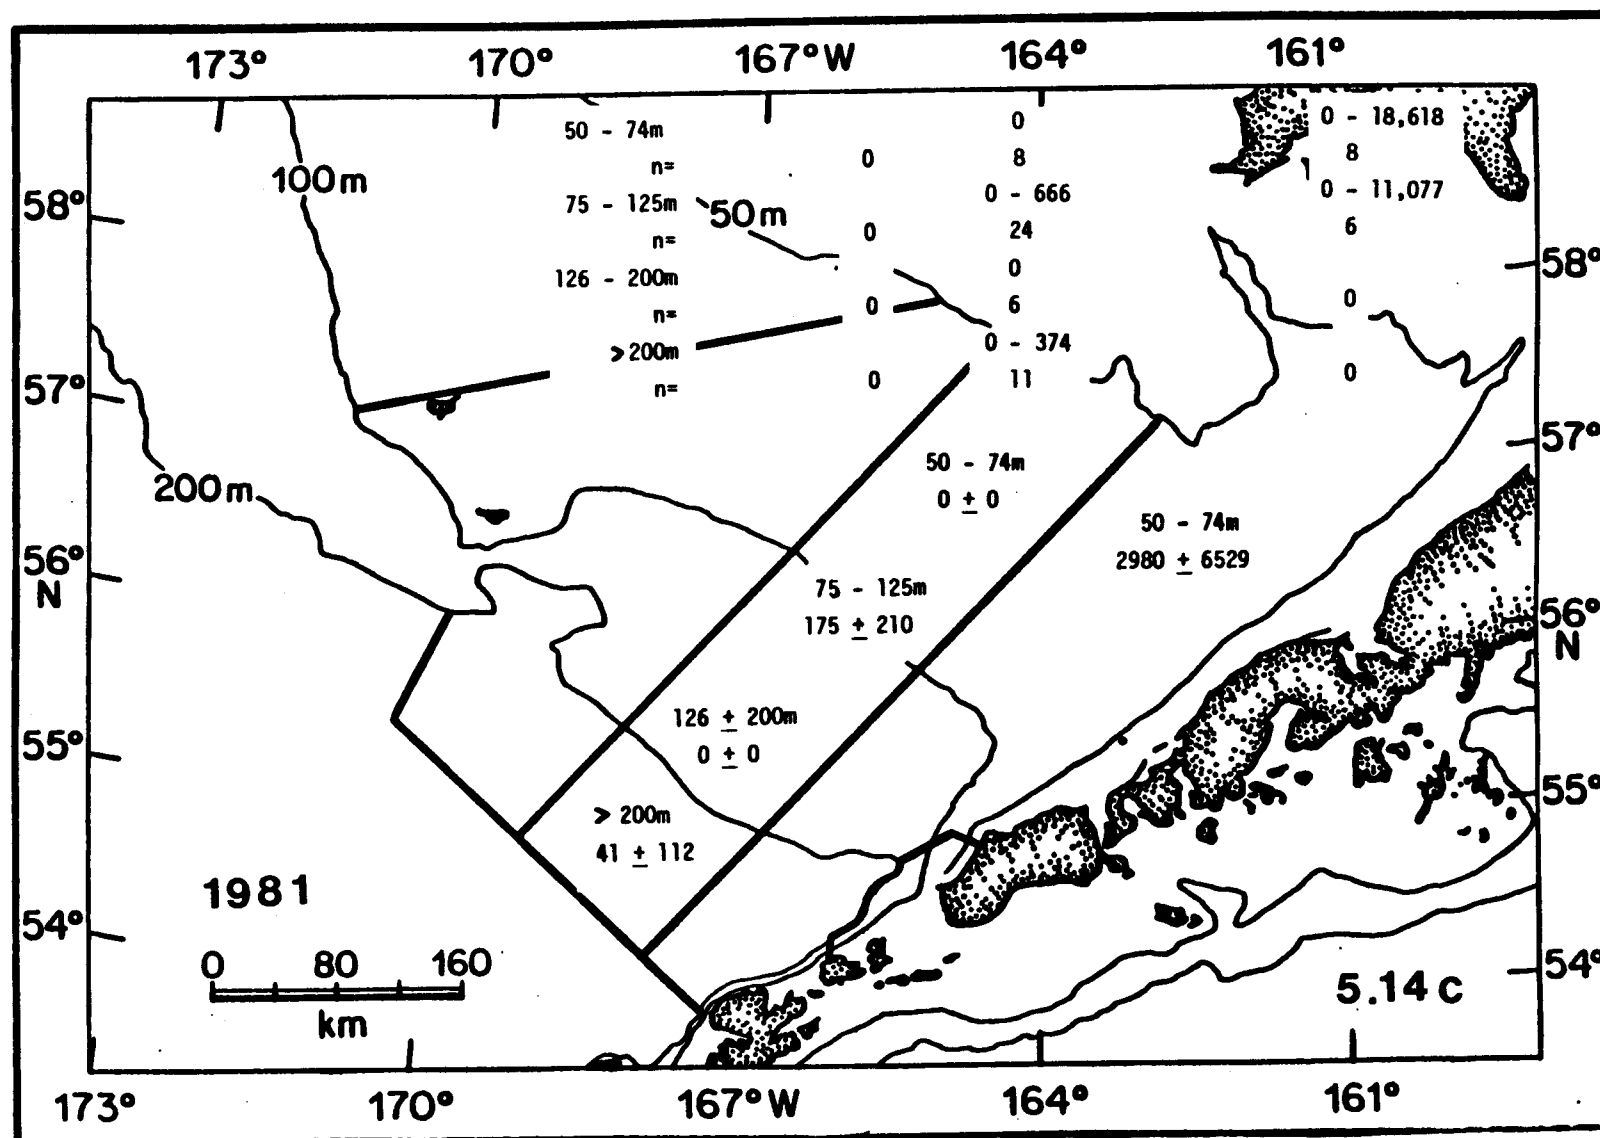 173° 170° 167°W 164° 161°
50 - 74m 0 0 - 18,618
n= 0 8 8
75 - 125m 0 - 666 0 - 11,077
n= 0 24 6
126 - 200m 0
n= 0 6 0
>200m 0 - 374
n= 0 11 0
100m
50m
200m
58°
57°
56°
N
55°
54°
58°
57°
56°
N
55°
54°
50 - 74m
0 ± 0
50 - 74m
2980 ± 6529
75 - 125m
175 ± 210
126 ± 200m
0 ± 0
> 200m
41 ± 112
1981
0 80 160
km
5.14 C
173° 170° 167°W 164° 161°